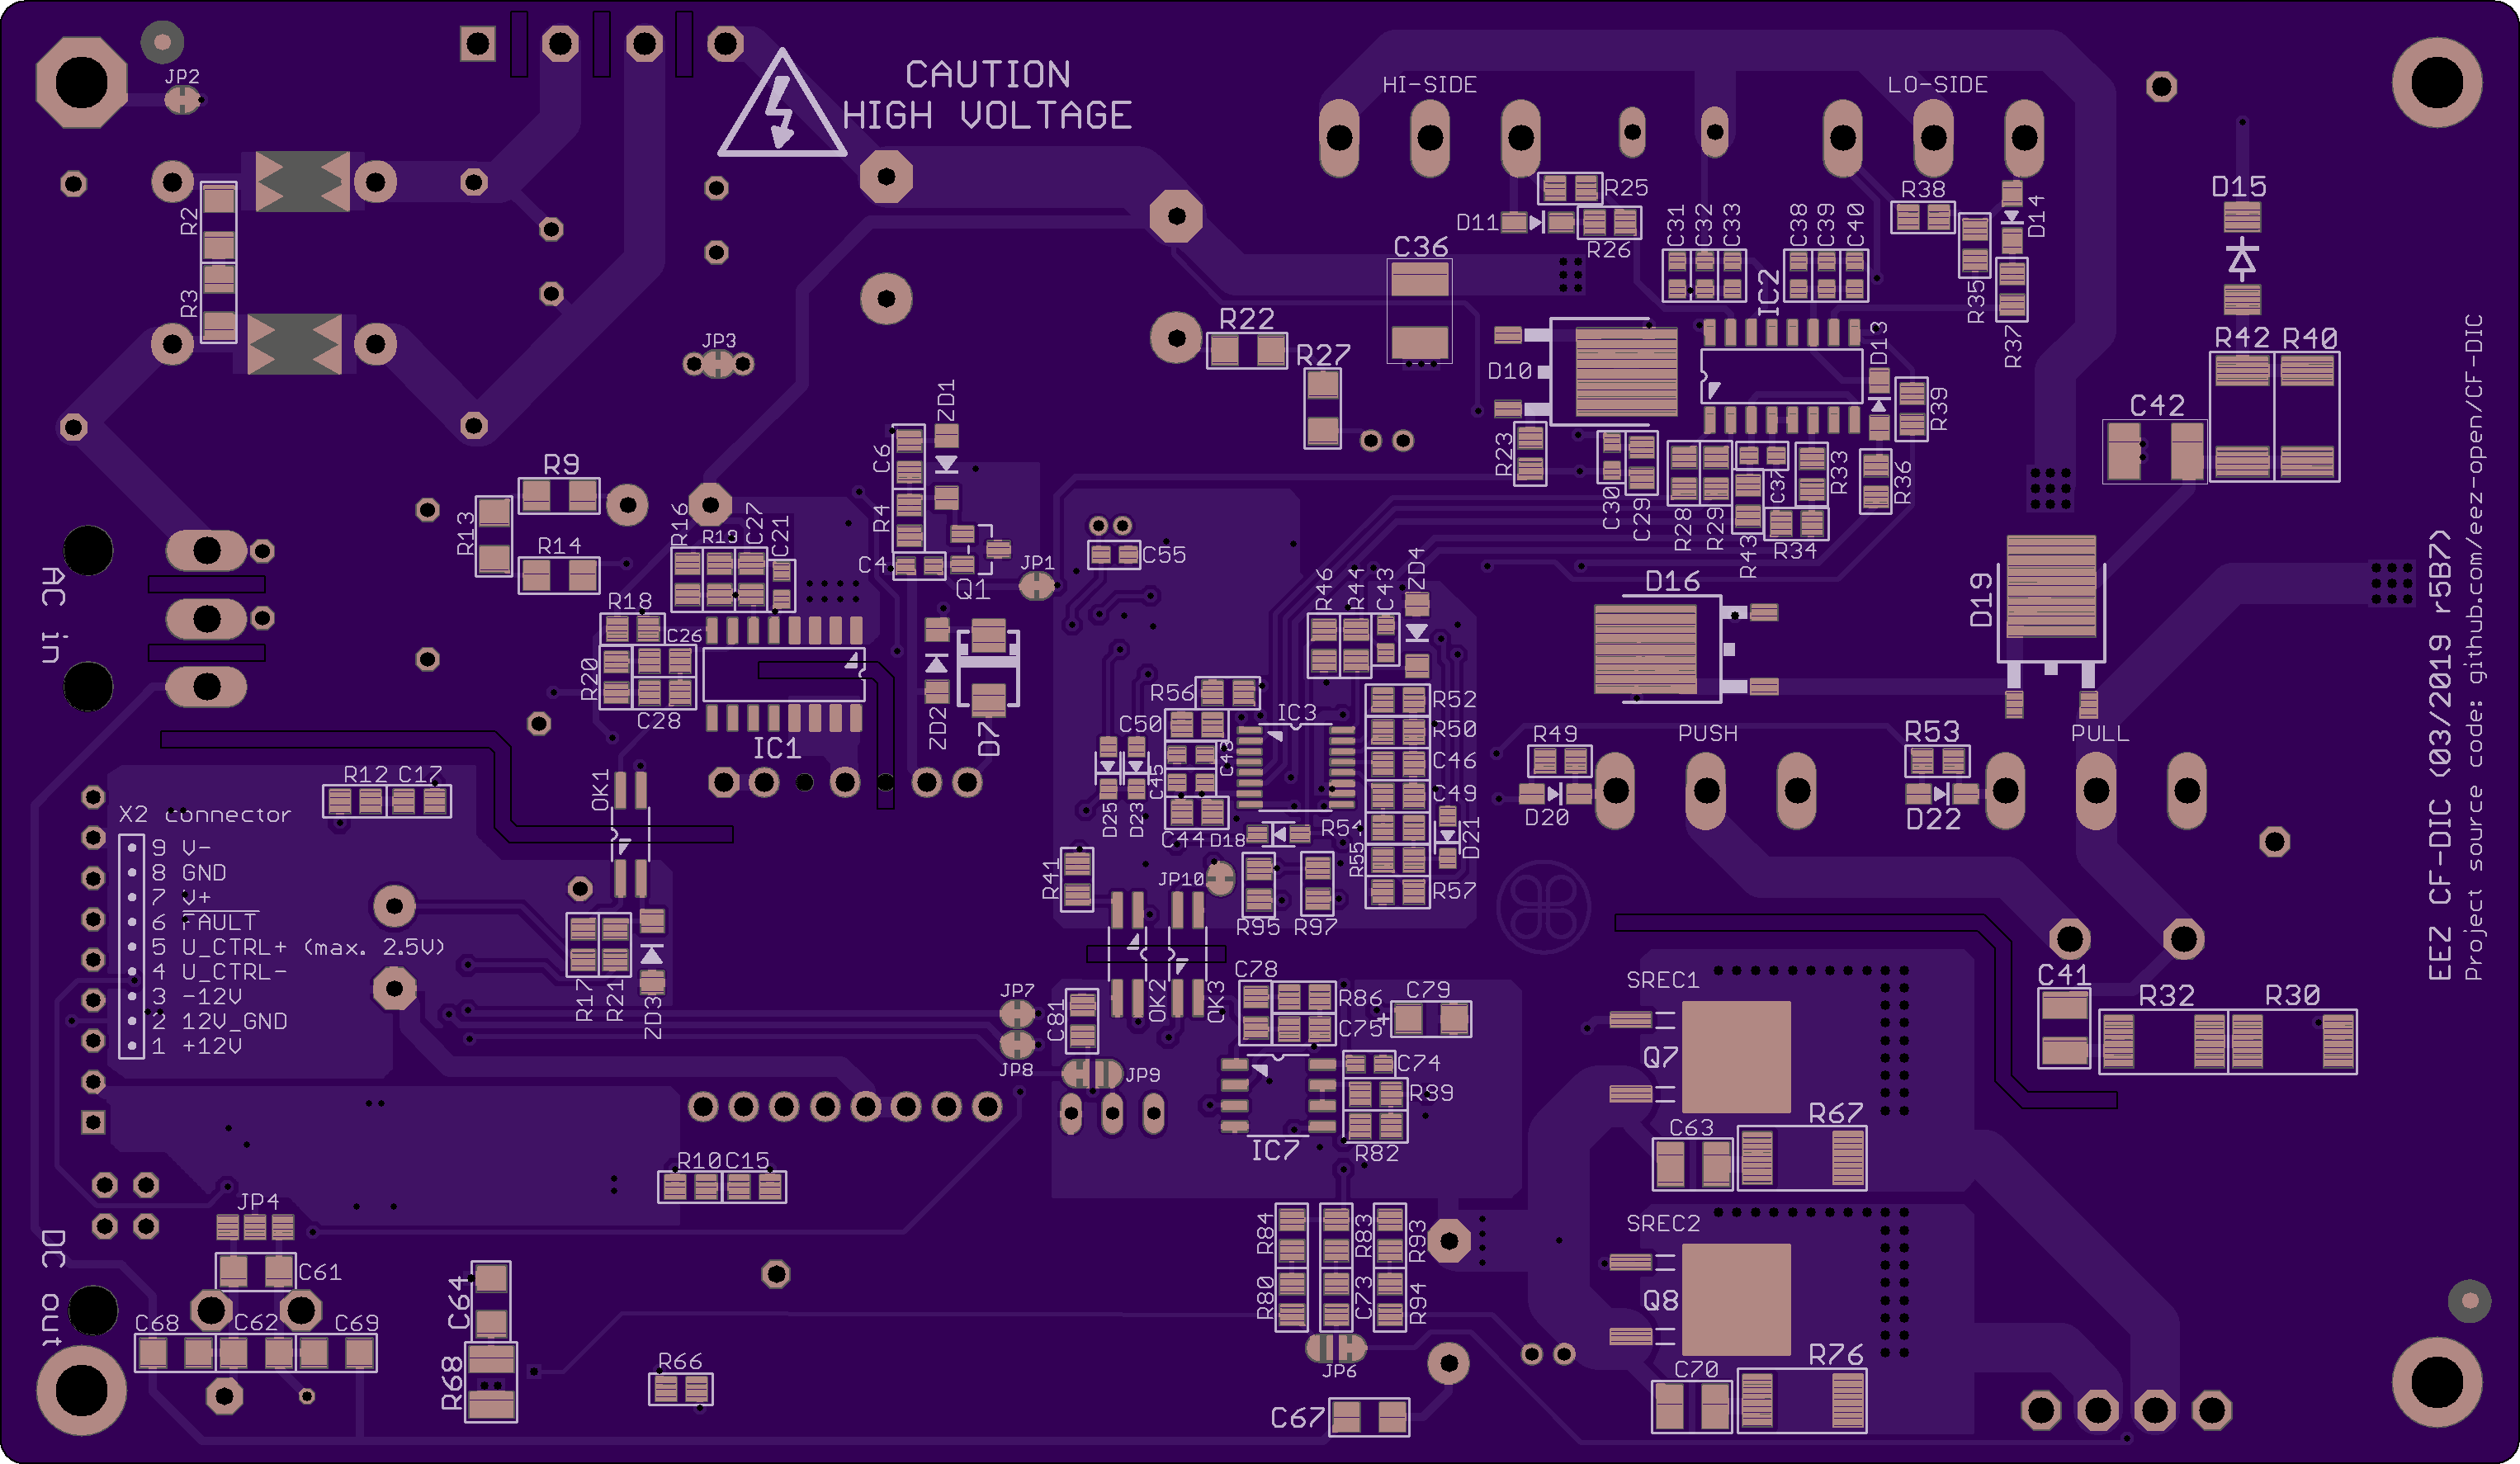 CAUTION
HIGH VOLTAGE
JP2
HI-SIDE
LO-SIDE
R25
R38
D15
R2
D11
R26
C31
C32
C33
C38
C39
C40
D14
C36
IC2
R35
R3
R22
R27
JP3
D10
D13
R37
R42
R40
R39
C42
ZD1
R9
C6
R23
C30
C29
R28
R29
C37
R43
R33
R34
R36
R13
R14
R16
R19
C27
C21
R4
C4
Q1
JP1
C55
AC in
R18
C26
R20
C28
IC1
ZD2
D7
R46
R44
C43
ZD4
D16
D19
R56
C50
IC3
R52
R50
C46
C49
C48
C45
D25
D23
C44
D18
R54
R55
D21
R57
R49
D20
PUSH
R53
D22
PULL
R12
C17
OK1
X2 connector
9 V-
8 GND
7 V+
6 FAULT
5 U_CTRL+ (max. 2.5V)
4 U_CTRL-
3 -12V
2 12V_GND
1 +12V
R17
R21
ZD3
R41
JP10
R95
R97
OK2
OK3
C78
R86
C75
C79
+
JP7
JP8
C81
JP9
C74
R89
R82
IC7
SREC1
Q7
C63
R67
C41
R32
R30
EEZ CF-DIC (03/2019 r5B7)
Project source code: github.com/eez-open/CF-DIC
R10
C15
JP4
DC out
C61
C68
C62
C69
C64
R68
R66
R84
R83
R93
R80
C73
R94
JP6
C67
SREC2
Q8
C70
R76